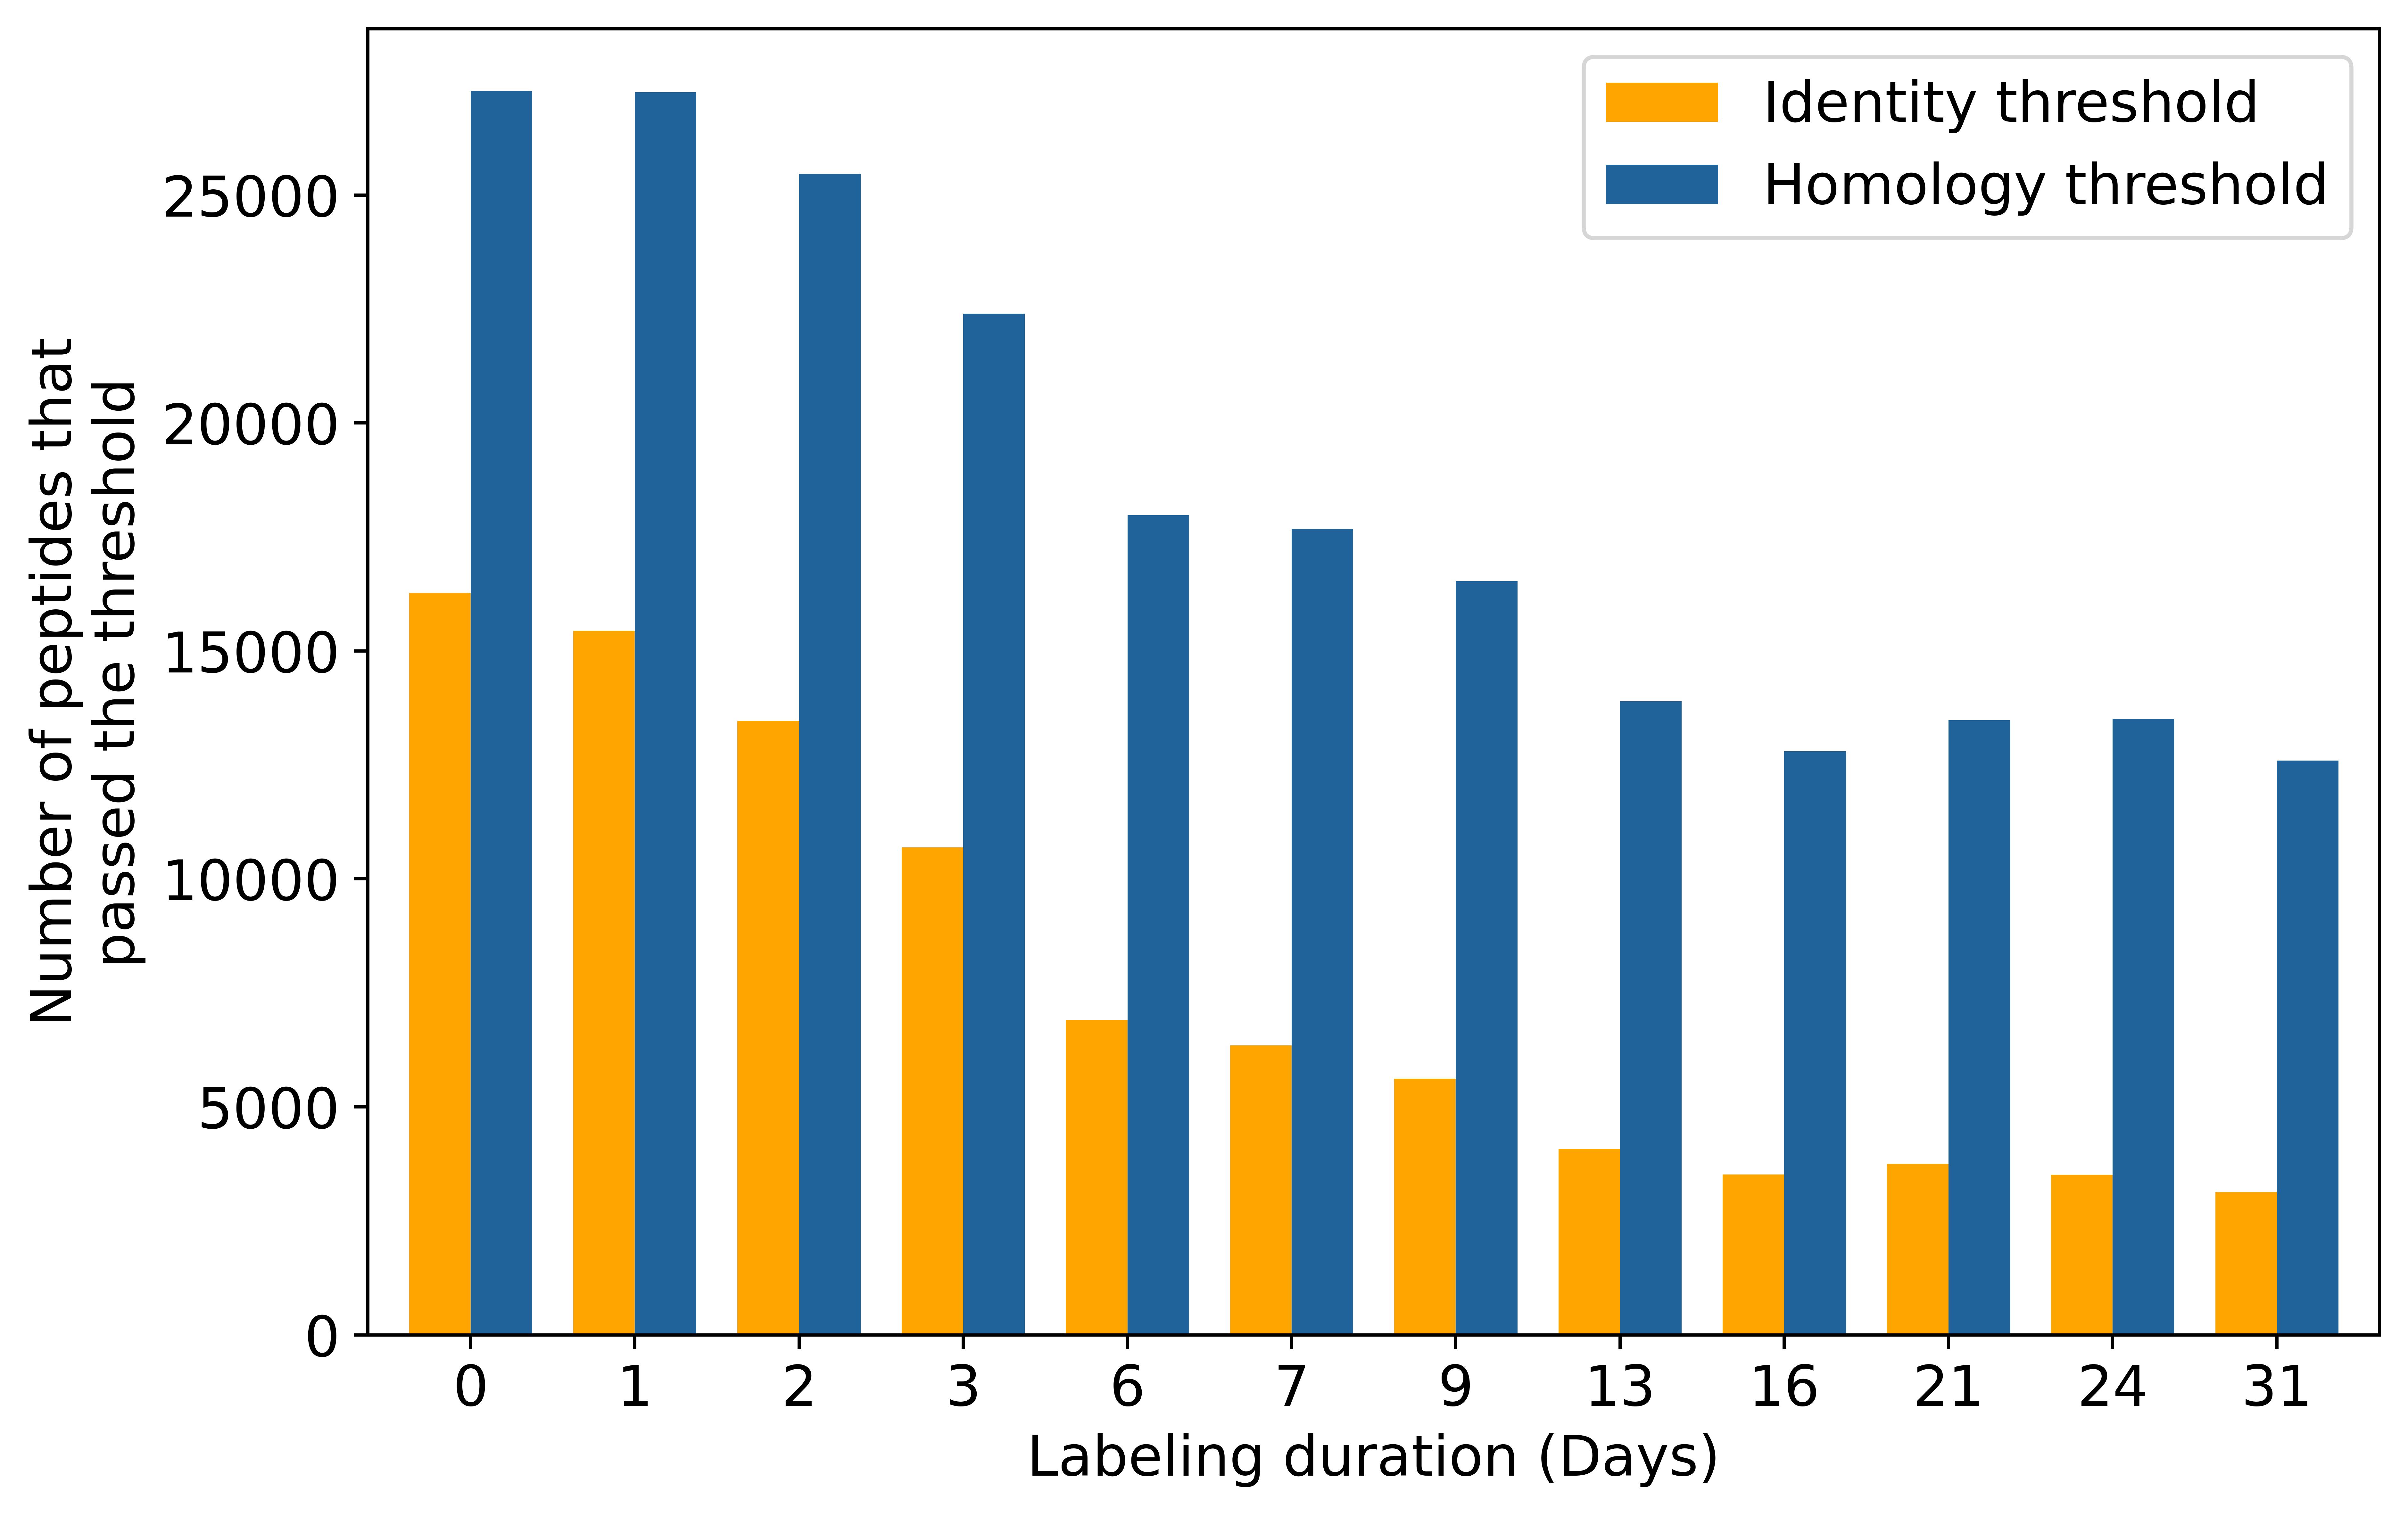 Identity threshold
Homology threshold
Number of peptides that
passed the threshold
25000
20000
15000
10000
5000
0
0 1 2 3 6 7 9 13 16 21 24 31
Labeling duration (Days)